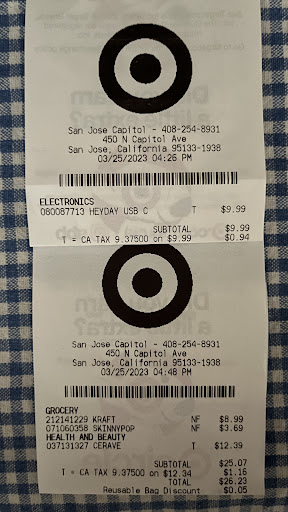 San Jose Capitol - 408-254-8931
450 N Capitol Ave
San Jose, California 95133-1938
03/25/2023 04:26 PM
ELECTRONICS
080087713 HEYDAY USB C T $9.99
SUBTOTAL $9.99
T = CA TAX 9.37500 on $9.99 $0.94
San Jose Capitol - 408-254-8931
450 N Capitol Ave
San Jose, California 95133-1938
03/25/2023 04:48 PM
GROCERY
212141229 KRAFT NF $8.99
071060358 SKINNYPOP NF $3.69
HEALTH AND BEAUTY
037131327 CERAVE T $12.39
SUBTOTAL $25.07
T = CA TAX 9.37500 on $12.34 $1.16
TOTAL $26.23
Reusable Bag Discount $0.05